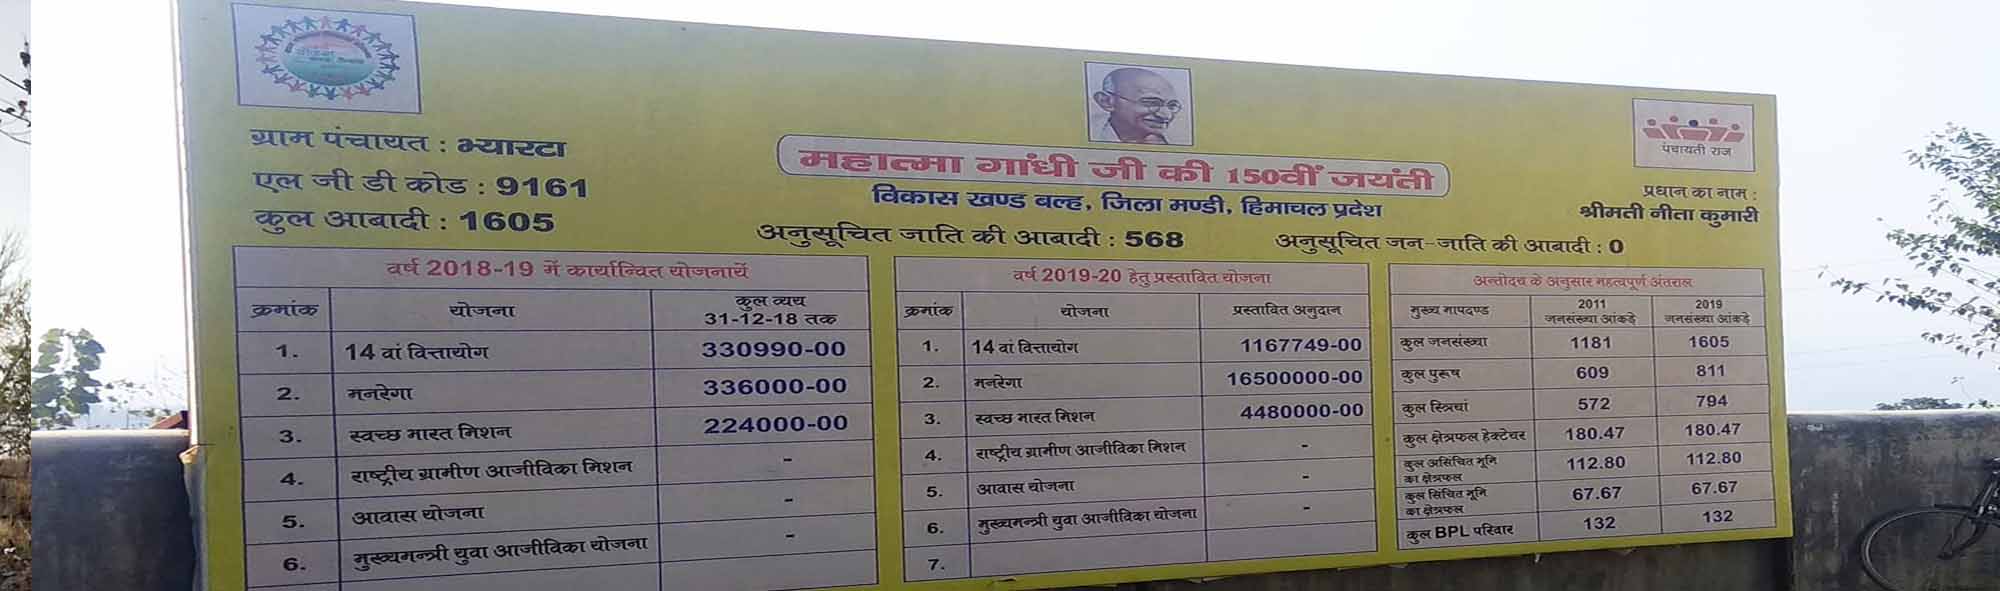 ग्राम पंचायत : भ्यारटा
एल जी डी कोड : 9161
कुल आबादी : 1605
महात्मा गांधी जी की 150वीं जयंती
विकास खण्ड बल्ह, जिला मण्डी, हिमाचल प्रदेश
अनुसूचित जाति की आबादी : 568
पंचायती राज
प्रधान का नाम :
श्रीमती नीता कुमारी
अनुसूचित जन-जाति की आबादी : 0
वर्ष 2018-19 में कार्यान्वित योजनायें
क्रमांक योजना कुल व्यय
31-12-18 तक
1. 14 वां वित्तायोग 330990-00
2. मनरेगा 336000-00
3. स्वच्छ भारत मिशन 224000-00
4. राष्ट्रीय ग्रामीण आजीविका मिशन -
5. आवास योजना -
6. मुख्यमन्त्री युवा आजीविका योजना -
वर्ष 2019-20 हेतु प्रस्तावित योजना
क्रमांक योजना प्रस्तावित अनुदान
1. 14 वां वित्तायोग 1167749-00
2. मनरेगा 16500000-00
3. स्वच्छ भारत मिशन 4480000-00
4. राष्ट्रीय ग्रामीण आजीविका मिशन -
5. आवास योजना -
6. मुख्यमन्त्री युवा आजीविका योजना -
7.
अन्तोदय के अनुसार महत्वपूर्ण अंतराल
मुख्य मापदण्ड 2011 2019
जनसंख्या आंकड़े जनसंख्या आंकड़े
कुल जनसंख्या 1181 1605
कुल पुरूष 609 811
कुल स्त्रियां 572 794
कुल क्षेत्रफल हेक्टेयर 180.47 180.47
कुल असिंचित भूमि 112.80 112.80
का क्षेत्रफल
कुल सिंचित भूमि 67.67 67.67
का क्षेत्रफल
कुल BPL परिवार 132 132